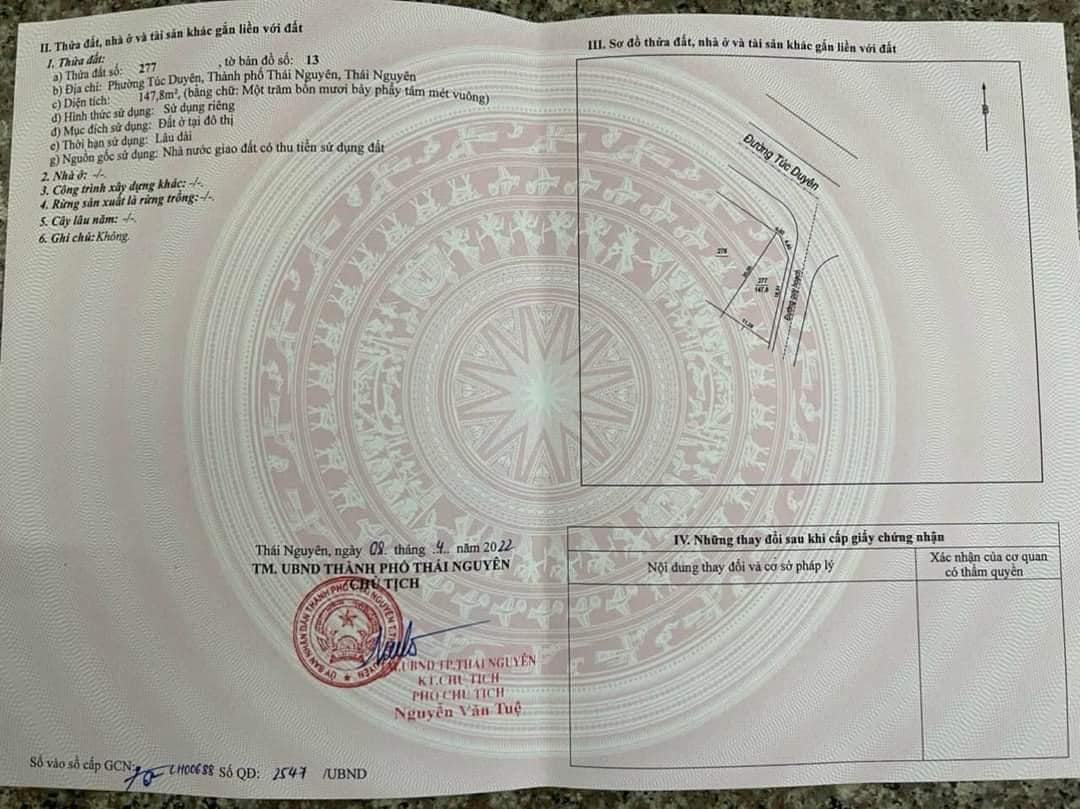 II. Thửa đất, nhà ở và tài sản khác gắn liền với đất
1. Thửa đất:
a) Thửa đất số: 277 , tờ bản đồ số: 13
b) Địa chỉ: Phường Túc Duyên, Thành phố Thái Nguyên, Thái Nguyên
c) Diện tích: 147,8m², (bằng chữ: Một trăm bốn mươi bảy phẩy tám mét vuông)
d) Hình thức sử dụng: Sử dụng riêng
đ) Mục đích sử dụng: Đất ở tại đô thị
e) Thời hạn sử dụng: Lâu dài
g) Nguồn gốc sử dụng: Nhà nước giao đất có thu tiền sử dụng đất
2. Nhà ở: -/-.
3. Công trình xây dựng khác: -/-.
4. Rừng sản xuất là rừng trồng: -/-.
5. Cây lâu năm: -/-.
6. Ghi chú: Không.
Thái Nguyên, ngày 08 tháng 4 năm 2022
TM. UBND THÀNH PHỐ THÁI NGUYÊN
CHỦ TỊCH
TM.UBND TP.THÁI NGUYÊN
KT.CHỦ TỊCH
PHÓ CHỦ TỊCH
Nguyễn Văn Tuệ
Số vào sổ cấp GCN: CH00688 Số QĐ: 2547 /UBND
III. Sơ đồ thửa đất, nhà ở và tài sản khác gắn liền với đất
B
Đường Túc Duyên
277
147.8
Đường quy hoạch
IV. Những thay đổi sau khi cấp giấy chứng nhận
Nội dung thay đổi và cơ sở pháp lý
Xác nhận của cơ quan
có thẩm quyền